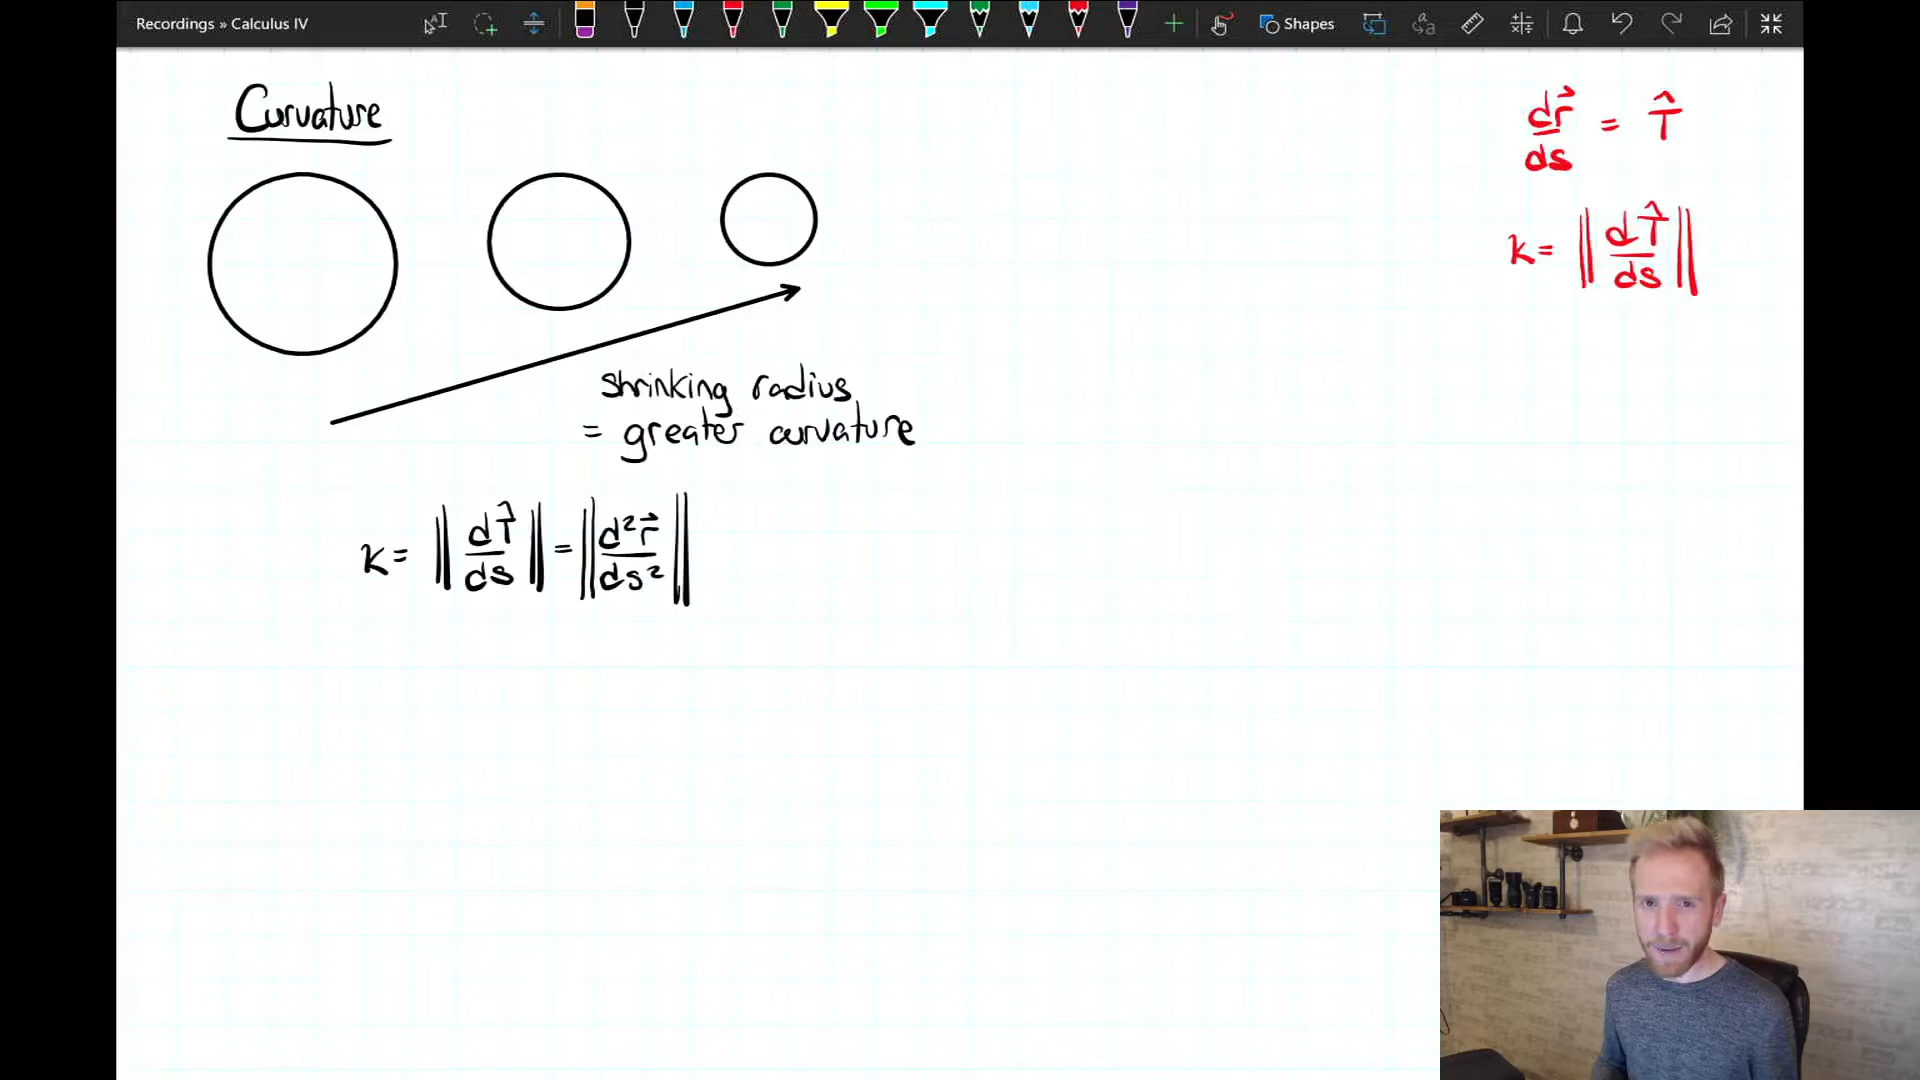 Recordings » Calculus IV
Shapes
Curvature
shrinking radius
= greater curvature
κ = ‖dT̂/ds‖ = ‖d²r⃗/ds²‖
dr⃗/ds = T̂
κ = ‖dT̂/ds‖